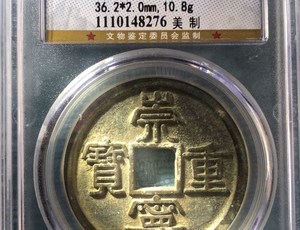 36.2*2.0mm,10.8g
1110148276 美制
★文物鉴定委员会监制★
崇
寳 重
寧